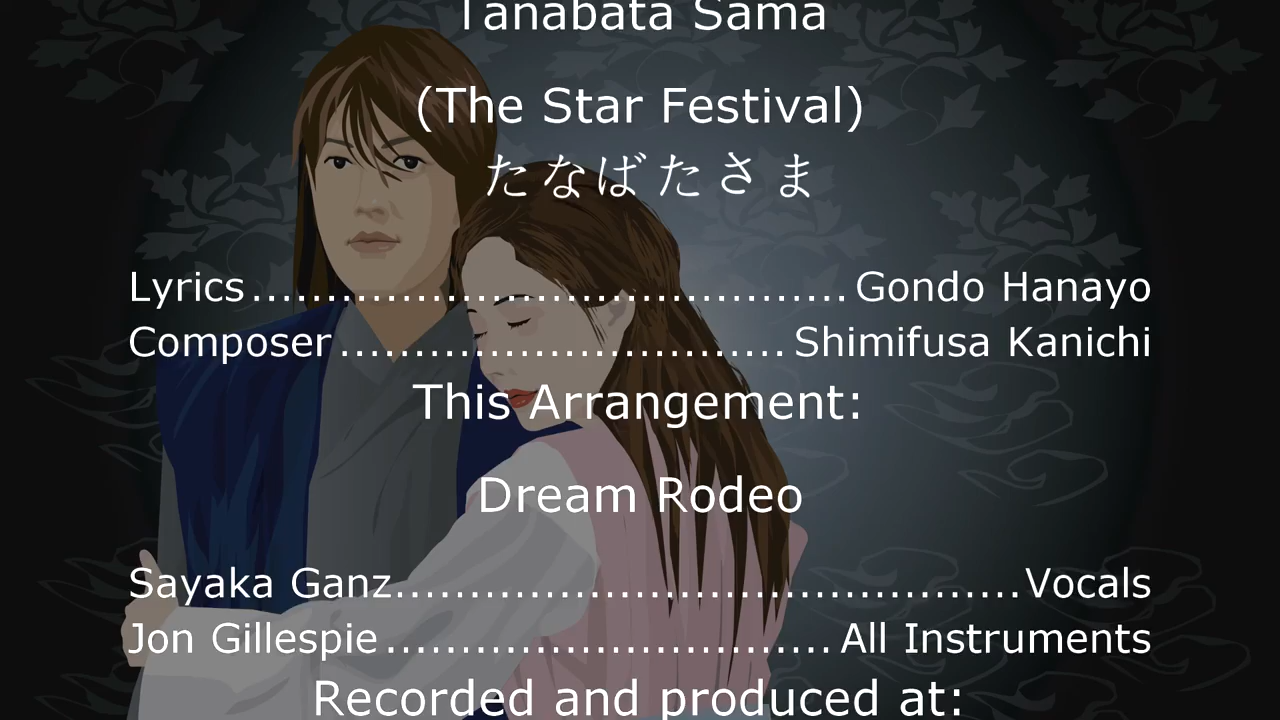 Tanabata Sama
(The Star Festival)
たなばたさま
Lyrics.......................................Gondo Hanayo
Composer..............................Shimifusa Kanichi
This Arrangement:
Dream Rodeo
Sayaka Ganz..........................................Vocals
Jon Gillespie..............................All Instruments
Recorded and produced at: